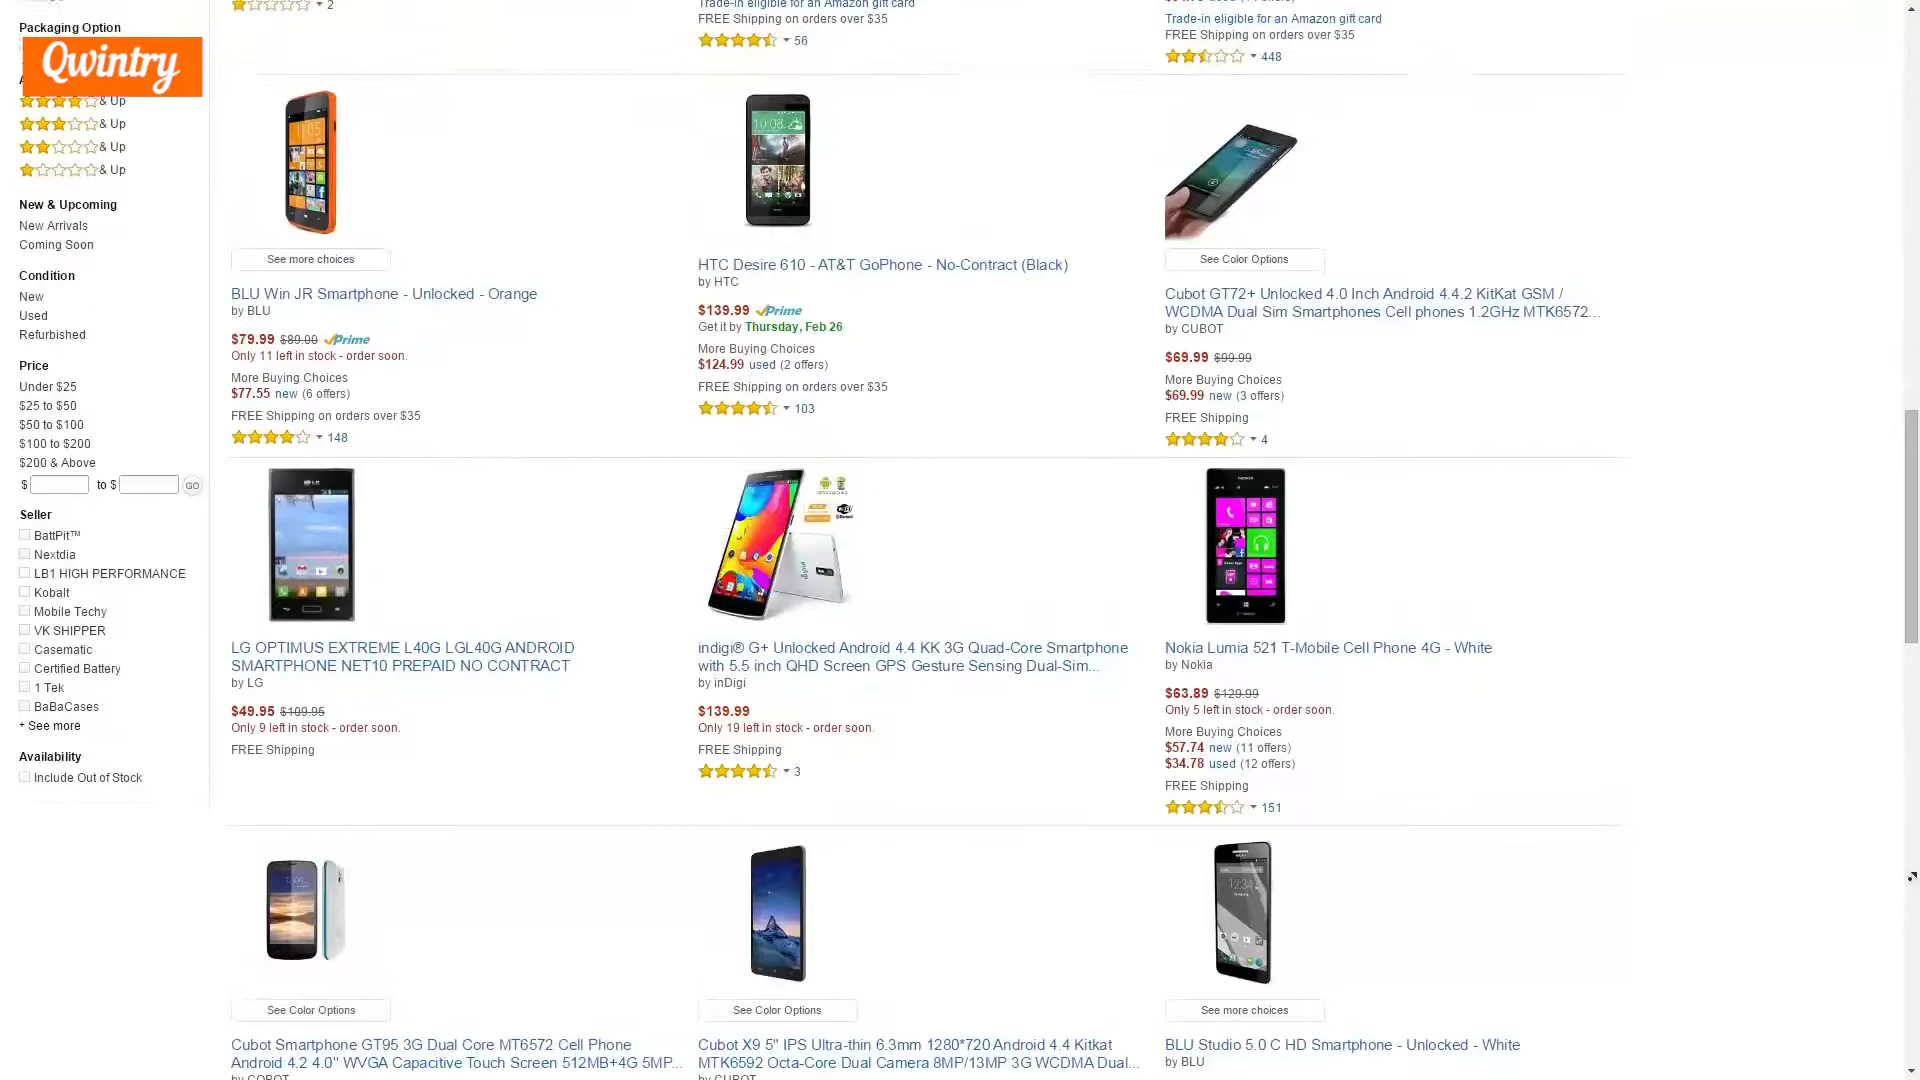 2
Trade-in eligible for an Amazon gift card
FREE Shipping on orders over $35
56
Trade-in eligible for an Amazon gift card
FREE Shipping on orders over $35
448
Packaging Option
Qwintry
& Up
& Up
& Up
& Up
New & Upcoming
New Arrivals
Coming Soon
Condition
New
Used
Refurbished
Price
Under $25
$25 to $50
$50 to $100
$100 to $200
$200 & Above
$ to $ GO
Seller
BattPit™
Nextdia
LB1 HIGH PERFORMANCE
Kobalt
Mobile Techy
VK SHIPPER
Casematic
Certified Battery
1 Tek
BaBaCases
+ See more
Availability
Include Out of Stock
See more choices
BLU Win JR Smartphone - Unlocked - Orange
by BLU
$79.99 $89.00 Prime
Only 11 left in stock - order soon.
More Buying Choices
$77.55 new (6 offers)
FREE Shipping on orders over $35
148
HTC Desire 610 - AT&T GoPhone - No-Contract (Black)
by HTC
$139.99 Prime
Get it by Thursday, Feb 26
More Buying Choices
$124.99 used (2 offers)
FREE Shipping on orders over $35
103
See Color Options
Cubot GT72+ Unlocked 4.0 Inch Android 4.4.2 KitKat GSM /
WCDMA Dual Sim Smartphones Cell phones 1.2GHz MTK6572...
by CUBOT
$69.99 $99.99
More Buying Choices
$69.99 new (3 offers)
FREE Shipping
4
LG OPTIMUS EXTREME L40G LGL40G ANDROID
SMARTPHONE NET10 PREPAID NO CONTRACT
by LG
$49.95 $109.95
Only 9 left in stock - order soon.
FREE Shipping
indigi® G+ Unlocked Android 4.4 KK 3G Quad-Core Smartphone
with 5.5 inch QHD Screen GPS Gesture Sensing Dual-Sim...
by inDigi
$139.99
Only 19 left in stock - order soon.
FREE Shipping
3
Nokia Lumia 521 T-Mobile Cell Phone 4G - White
by Nokia
$63.89 $129.99
Only 5 left in stock - order soon.
More Buying Choices
$57.74 new (11 offers)
$34.78 used (12 offers)
FREE Shipping
151
See Color Options
Cubot Smartphone GT95 3G Dual Core MT6572 Cell Phone
Android 4.2 4.0" WVGA Capacitive Touch Screen 512MB+4G 5MP...
See Color Options
Cubot X9 5" IPS Ultra-thin 6.3mm 1280*720 Android 4.4 Kitkat
MTK6592 Octa-Core Dual Camera 8MP/13MP 3G WCDMA Dual...
by CUBOT
See more choices
BLU Studio 5.0 C HD Smartphone - Unlocked - White
by BLU